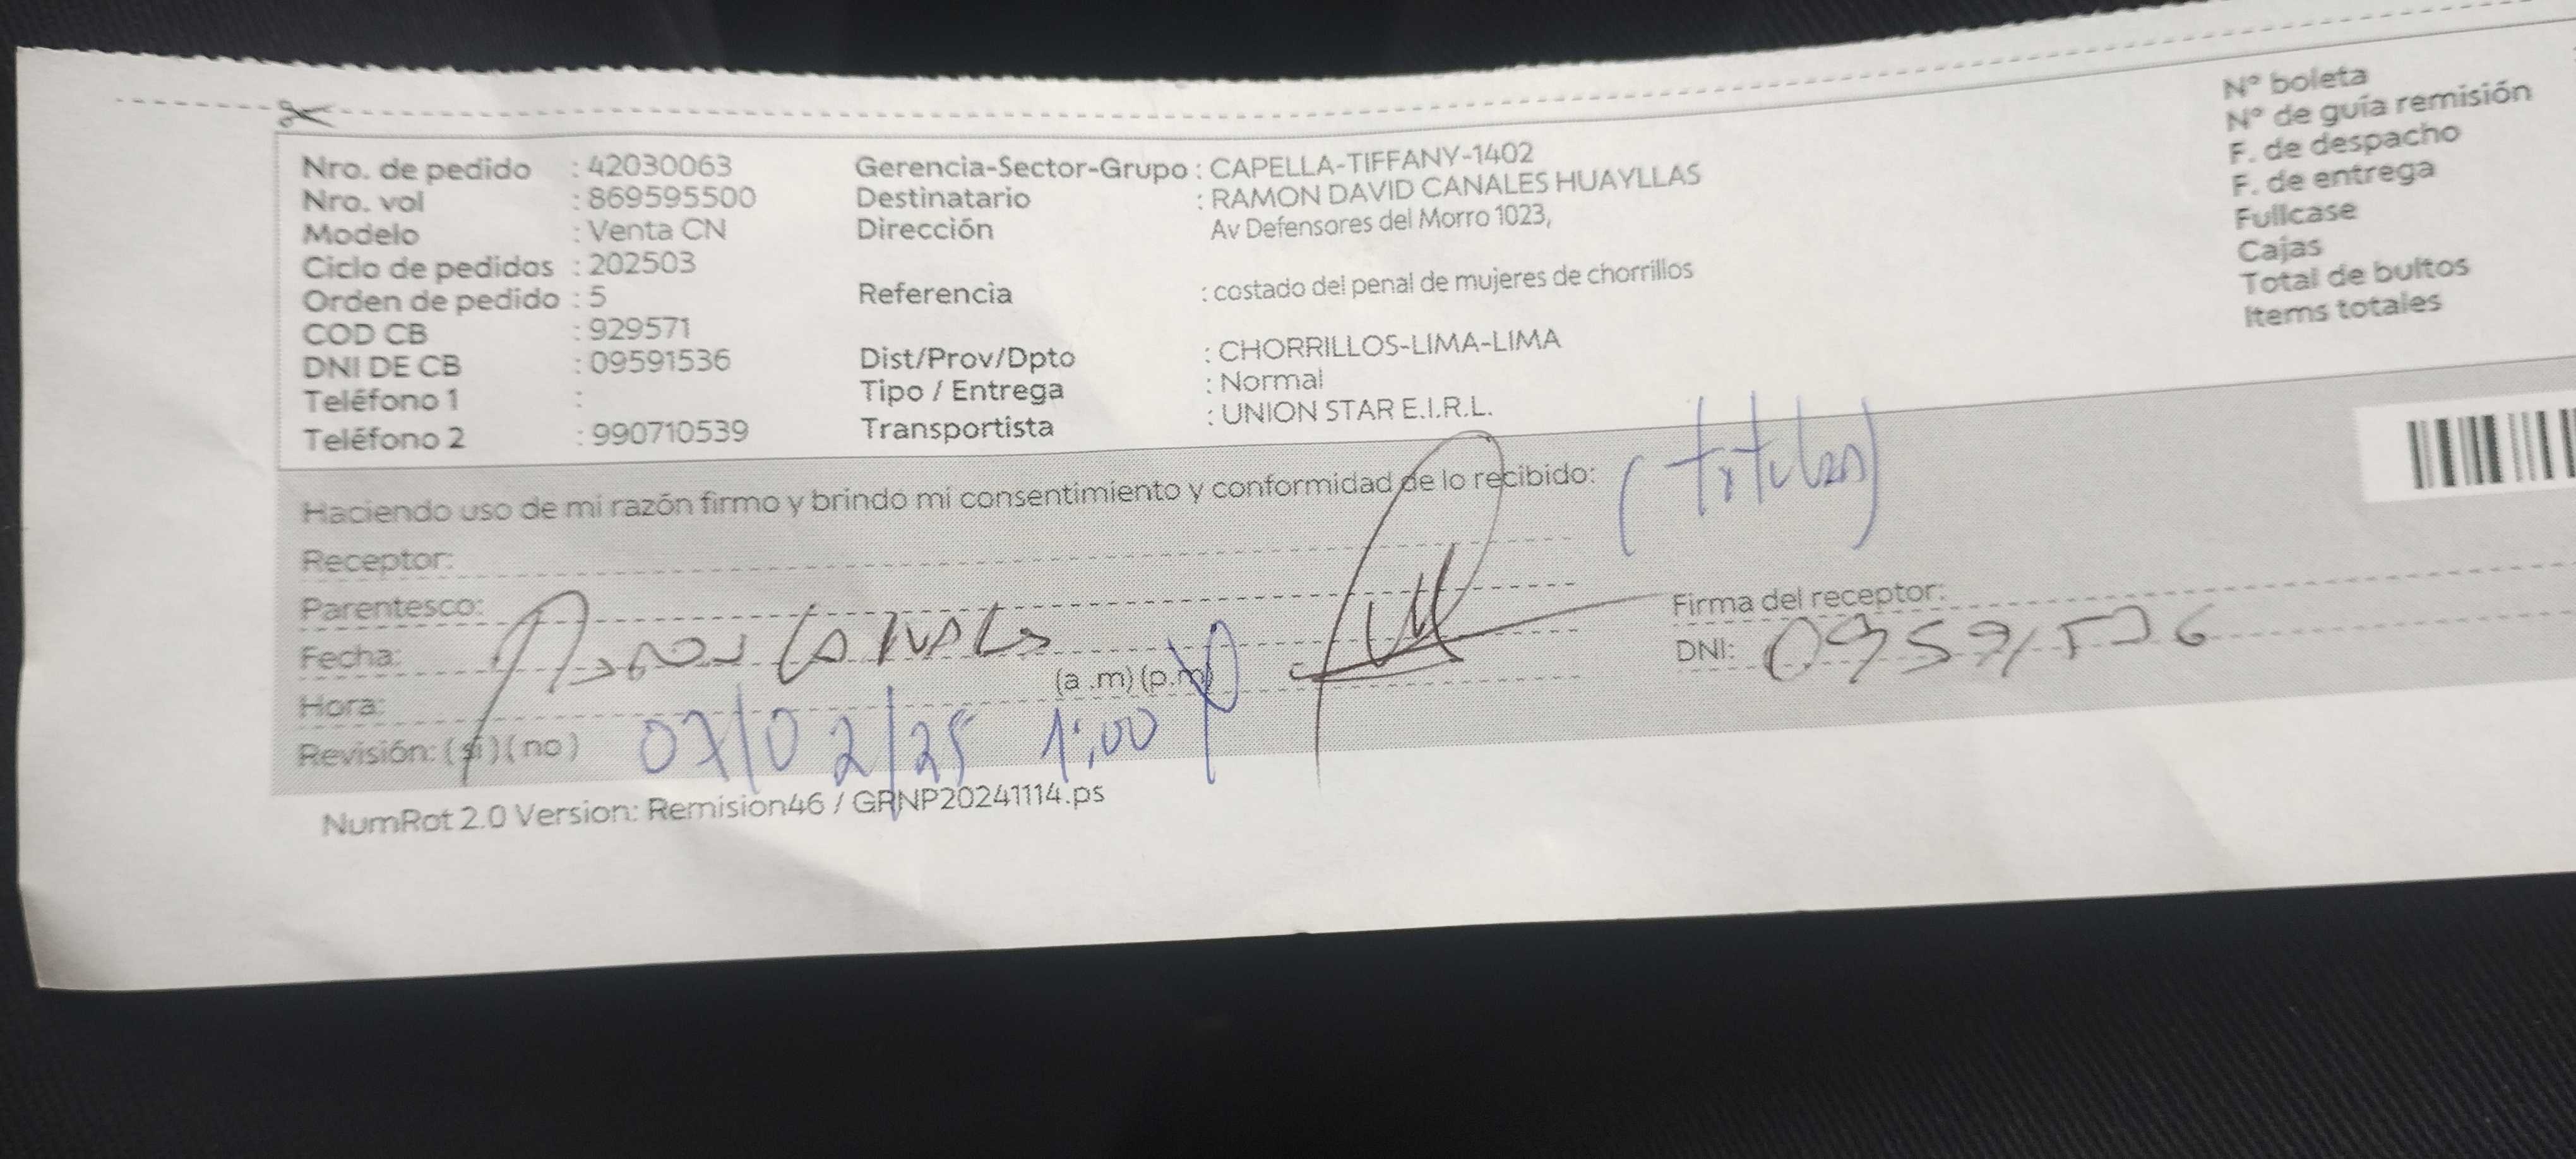 Nro. de pedido : 42030063
Nro. vol : 869595500
Modelo : Venta CN
Ciclo de pedidos : 202503
Orden de pedido : 5
COD CB : 929571
DNI DE CB : 09591536
Teléfono 1 :
Teléfono 2 : 990710539
Gerencia-Sector-Grupo : CAPELLA-TIFFANY-1402
Destinatario : RAMON DAVID CANALES HUAYLLAS
Dirección Av Defensores del Morro 1023,
Referencia : costado del penal de mujeres de chorrillos
Dist/Prov/Dpto : CHORRILLOS-LIMA-LIMA
Tipo / Entrega : Normal
Transportista : UNION STAR E.I.R.L.
N° boleta
N° de guía remisión
F. de despacho
F. de entrega
Fullcase
Cajas
Total de bultos
Items totales
Haciendo uso de mi razón firmo y brindo mi consentimiento y conformidad de lo recibido:
(titular)
Receptor:
Parentesco:
Fecha:
Hora: (a .m) (p.m)
Revisión: ( si ) ( no )
07/02/25 1:00
Firma del receptor:
DNI: 09591536
NumRot 2.0 Version: Remision46 / GRNP20241114.ps